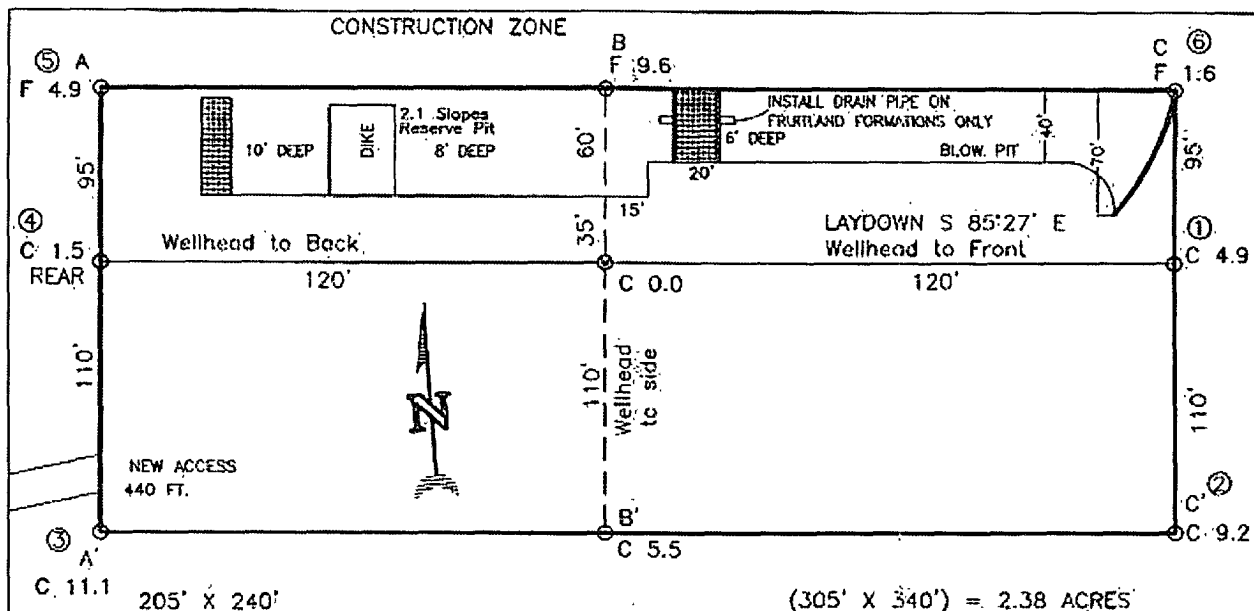 CONSTRUCTION ZONE
⑤ A
F 4.9
B
F 9.6
C ⑥
F 1.6
2.1 Slopes
Reserve Pit
10' DEEP
DIKE
8' DEEP
60'
INSTALL DRAIN PIPE ON
FRUITLAND FORMATIONS ONLY
6' DEEP
BLOW PIT
40'
70'
95'
95'
20'
15'
35'
④
C 1.5
REAR
Wellhead to Back
120'
LAYDOWN S 85°27' E
Wellhead to Front
120'
①
C 4.9
C 0.0
110'
N
110'
Wellhead
to side
110'
NEW ACCESS
440 FT.
③
A'
C 11.1
B'
C 5.5
C' ②
C 9.2
205' X 240'
(305' X 340') = 2.38 ACRES